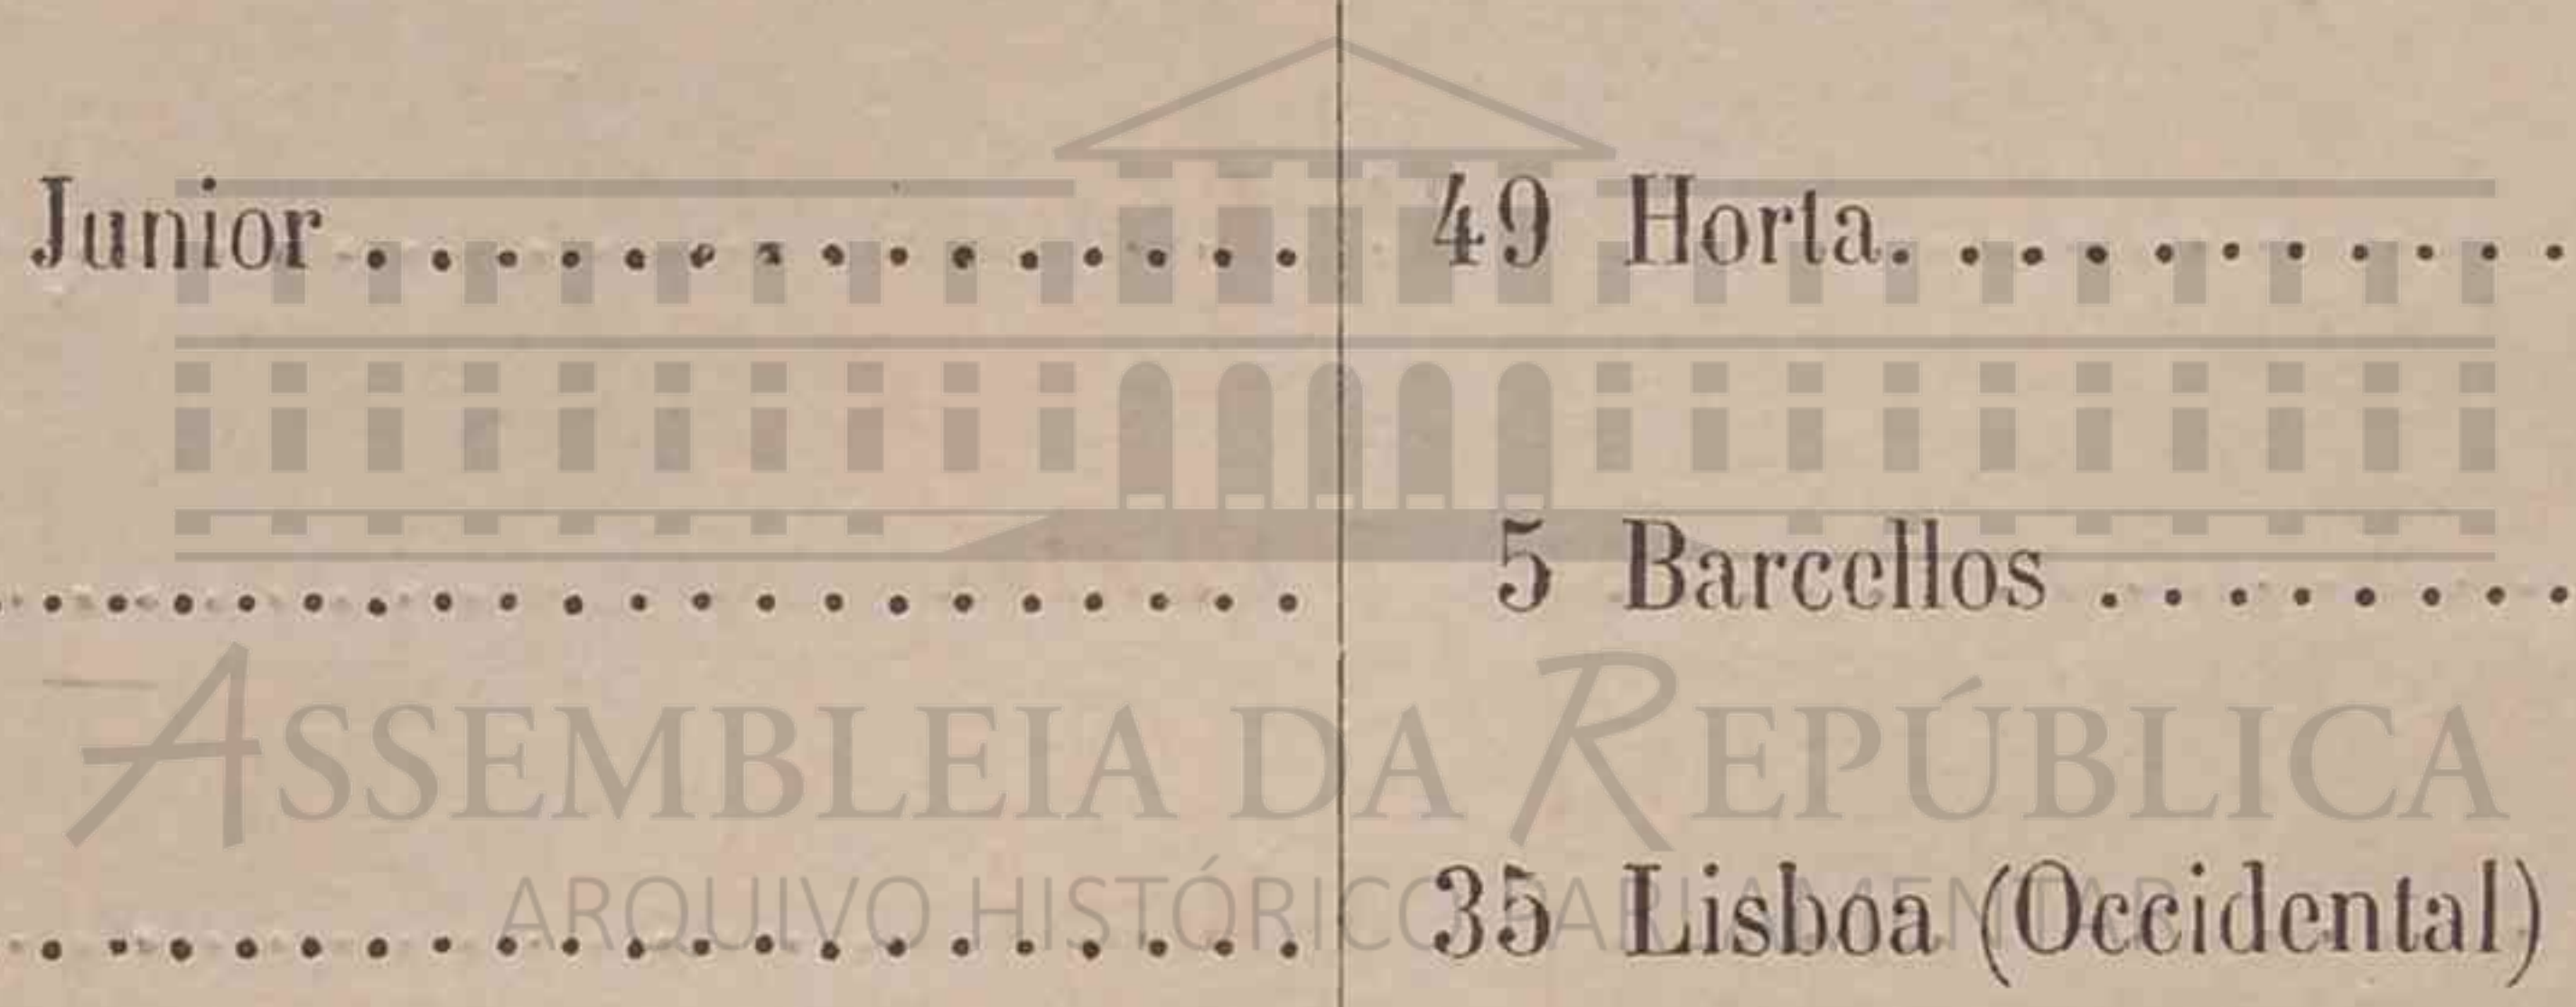 Junior . . . . . . . . . . . . . . . 49 Horta. . . . . . . . . . .
. . . . . . . . . . . . . . . . . . . . 5 Barcellos . . . . . . . .
ASSEMBLEIA DA REPÚBLICA
ARQUIVO HISTÓRICO PARLAMENTAR
. . . . . . . . . . . . . . . . . . . . 35 Lisboa (Occidental)